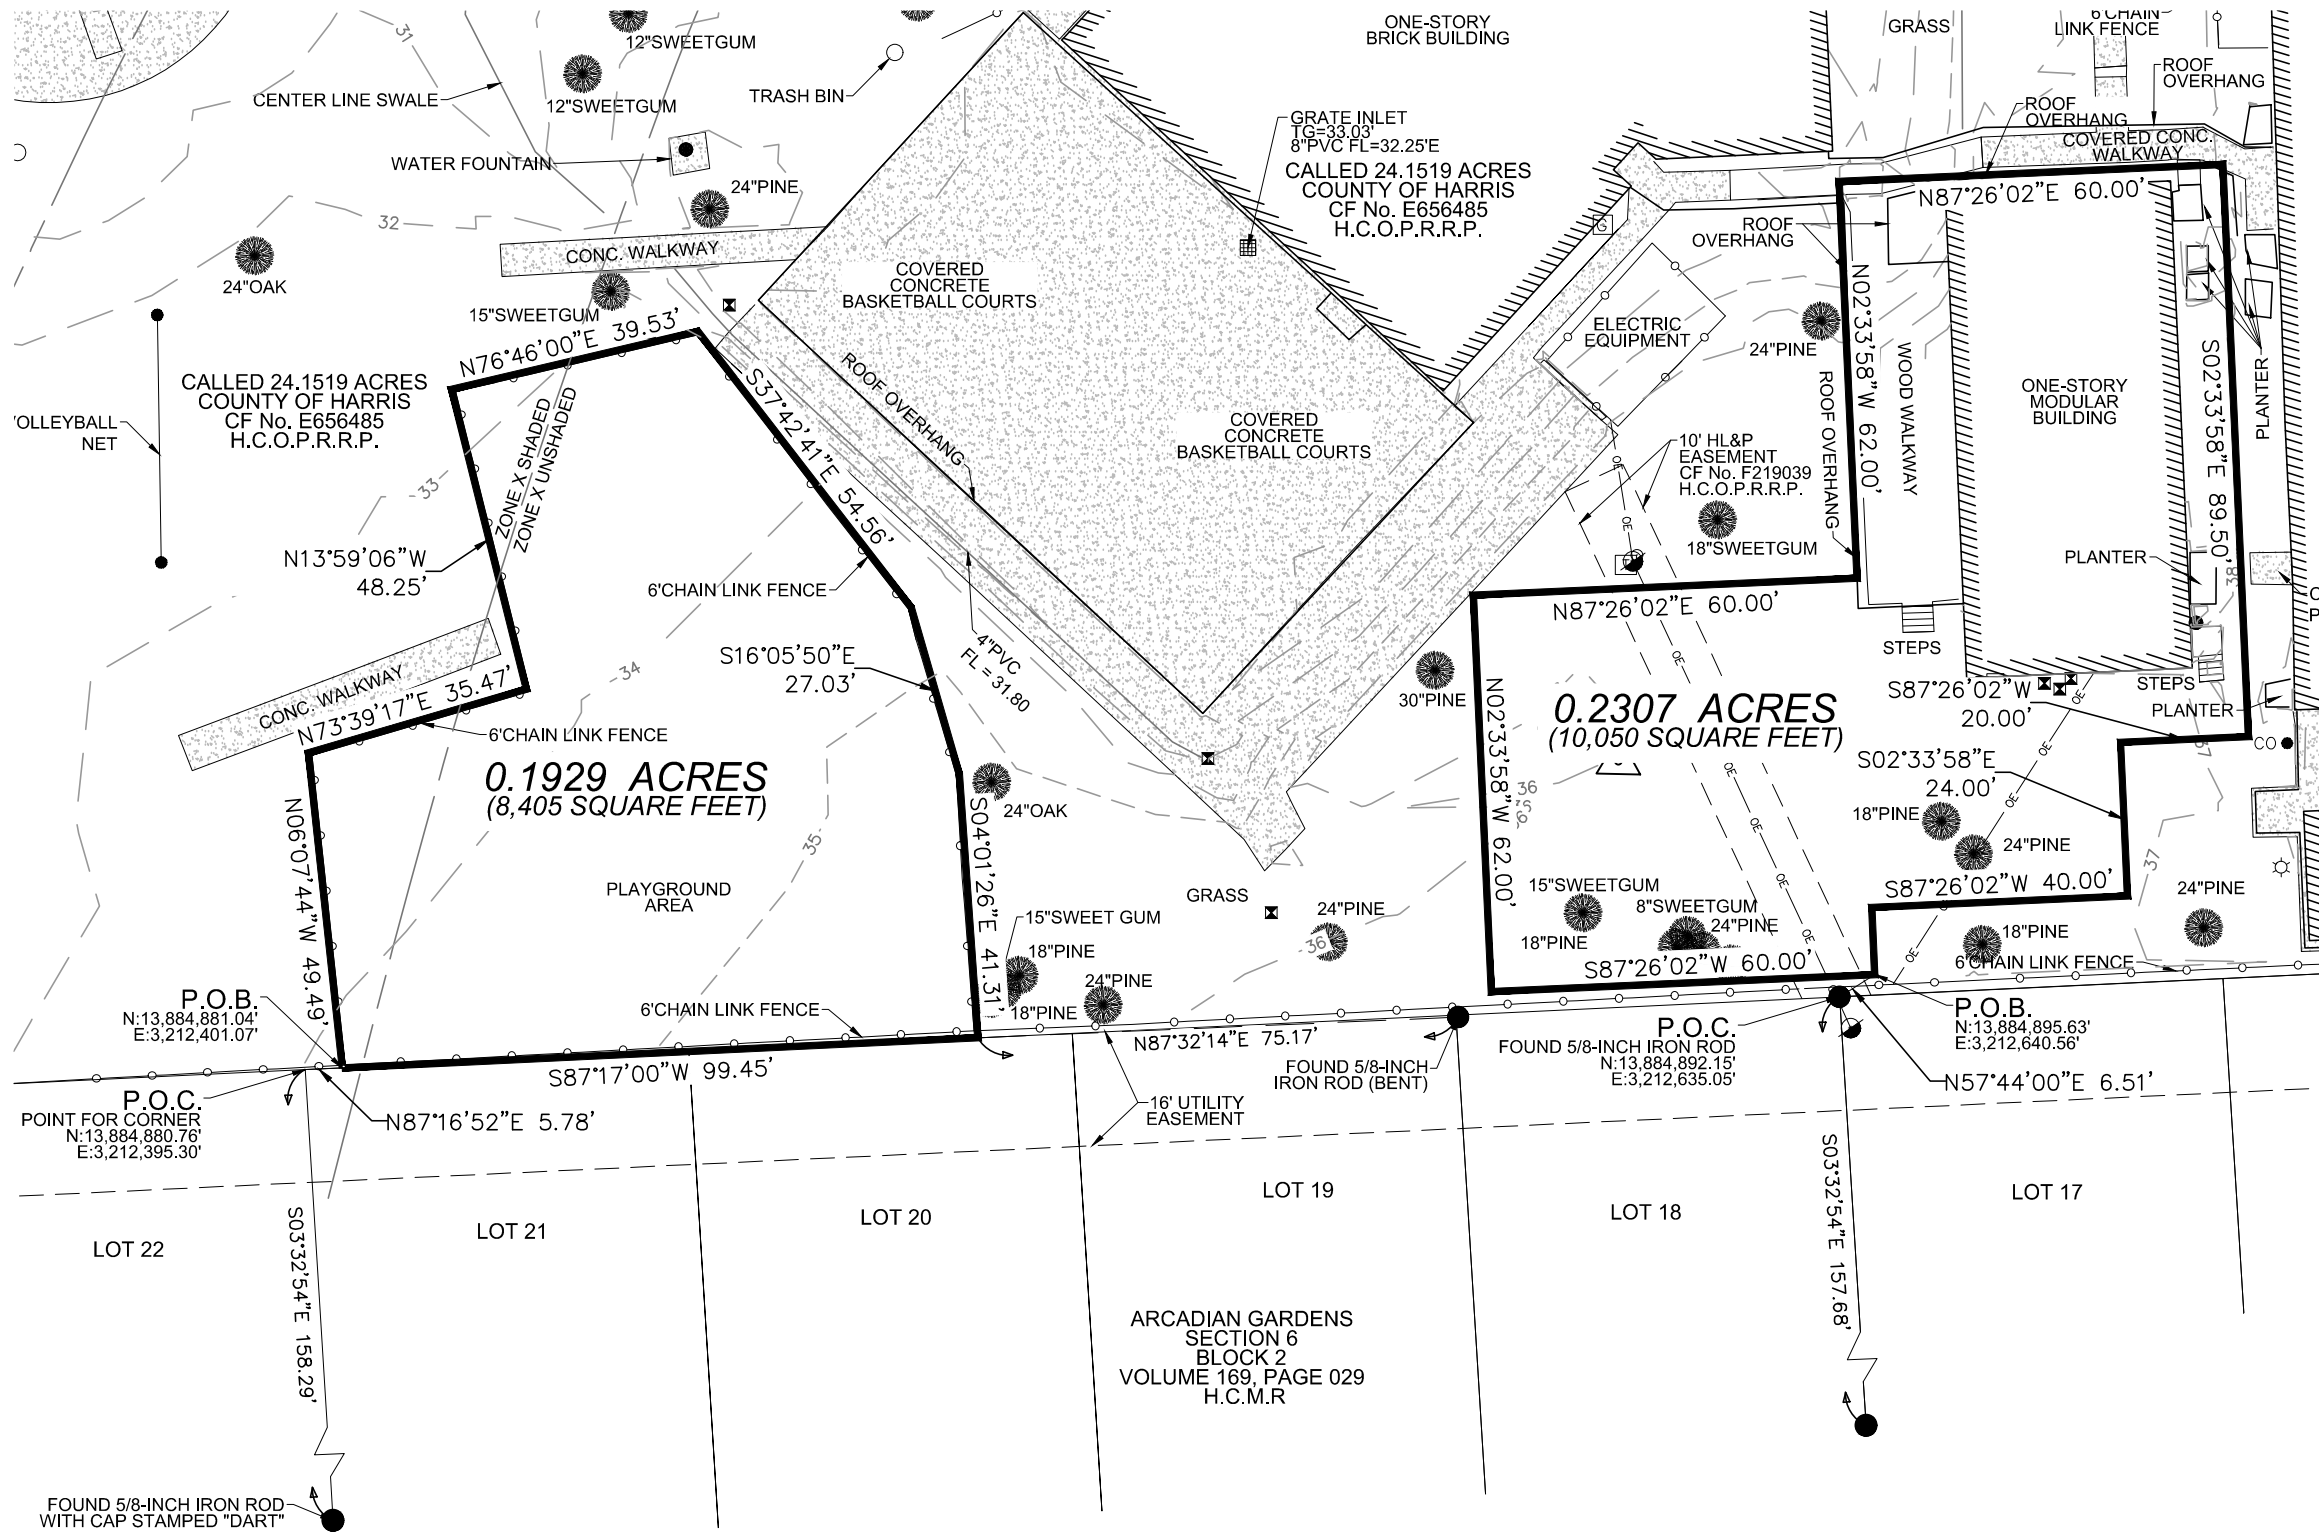 31
12"SWEETGUM
12"SWEETGUM
CENTER LINE SWALE
TRASH BIN
WATER FOUNTAIN
24"PINE
32
24"OAK
CONC. WALKWAY
15"SWEETGUM
ONE-STORY
BRICK BUILDING
GRATE INLET
TG=33.03'
8"PVC FL=32.25'E
CALLED 24.1519 ACRES
COUNTY OF HARRIS
CF No. E656485
H.C.O.P.R.R.P.
GRASS
6'CHAIN
LINK FENCE
ROOF
OVERHANG
ROOF
OVERHANG
COVERED CONC.
WALKWAY
N87°26'02"E 60.00'
ROOF
OVERHANG
G
COVERED
CONCRETE
BASKETBALL COURTS
COVERED
CONCRETE
BASKETBALL COURTS
ROOF OVERHANG
ELECTRIC
EQUIPMENT
24"PINE
N02°33'58"W 62.00'
ROOF OVERHANG
WOOD WALKWAY
ONE-STORY
MODULAR
BUILDING
S02°33'58"E 89.50'
PLANTER
N76°46'00"E 39.53'
S37°42'41"E 54.56'
CALLED 24.1519 ACRES
COUNTY OF HARRIS
CF No. E656485
H.C.O.P.R.R.P.
VOLLEYBALL
NET
33
ZONE X SHADED
ZONE X UNSHADED
N13°59'06"W
48.25'
6'CHAIN LINK FENCE
10' HL&P
EASEMENT
CF No. F219039
H.C.O.P.R.R.P.
OE
OE
18"SWEETGUM
PLANTER
38
N87°26'02"E 60.00'
STEPS
S16°05'50"E
27.03'
4"PVC
FL = 31.80
34
CONC. WALKWAY
N73°39'17"E 35.47'
6'CHAIN LINK FENCE
0.1929 ACRES
(8,405 SQUARE FEET)
30"PINE
0.2307 ACRES
(10,050 SQUARE FEET)
OE
OE
OE
OE
OE
OE
OE
OE
OE
S87°26'02"W
20.00'
STEPS
PLANTER
37
CO
S02°33'58"E
24.00'
N02°33'58"W 62.00'
36
18"PINE
24"PINE
37
S87°26'02"W 40.00'
24"PINE
24"OAK
35
N06°07'44"W 49.49'
PLAYGROUND
AREA
S04°01'26"E 41.31'
GRASS
15"SWEET GUM
18"PINE
24"PINE
18"PINE
24"PINE
36
15"SWEETGUM
8"SWEETGUM
24"PINE
18"PINE
S87°26'02"W 60.00'
18"PINE
6'CHAIN LINK FENCE
P.O.B.
N:13,884,881.04'
E:3,212,401.07'
6'CHAIN LINK FENCE
S87°17'00"W 99.45'
N87°32'14"E 75.17'
FOUND 5/8-INCH
IRON ROD (BENT)
P.O.C.
FOUND 5/8-INCH IRON ROD
N:13,884,892.15'
E:3,212,635.05'
P.O.B.
N:13,884,895.63'
E:3,212,640.56'
N57°44'00"E 6.51'
P.O.C.
POINT FOR CORNER
N:13,884,880.76'
E:3,212,395.30'
N87°16'52"E 5.78'
16' UTILITY
EASEMENT
S03°32'54"E 158.29'
S03°32'54"E 157.68'
LOT 22
LOT 21
LOT 20
LOT 19
LOT 18
LOT 17
ARCADIAN GARDENS
SECTION 6
BLOCK 2
VOLUME 169, PAGE 029
H.C.M.R
FOUND 5/8-INCH IRON ROD
WITH CAP STAMPED "DART"